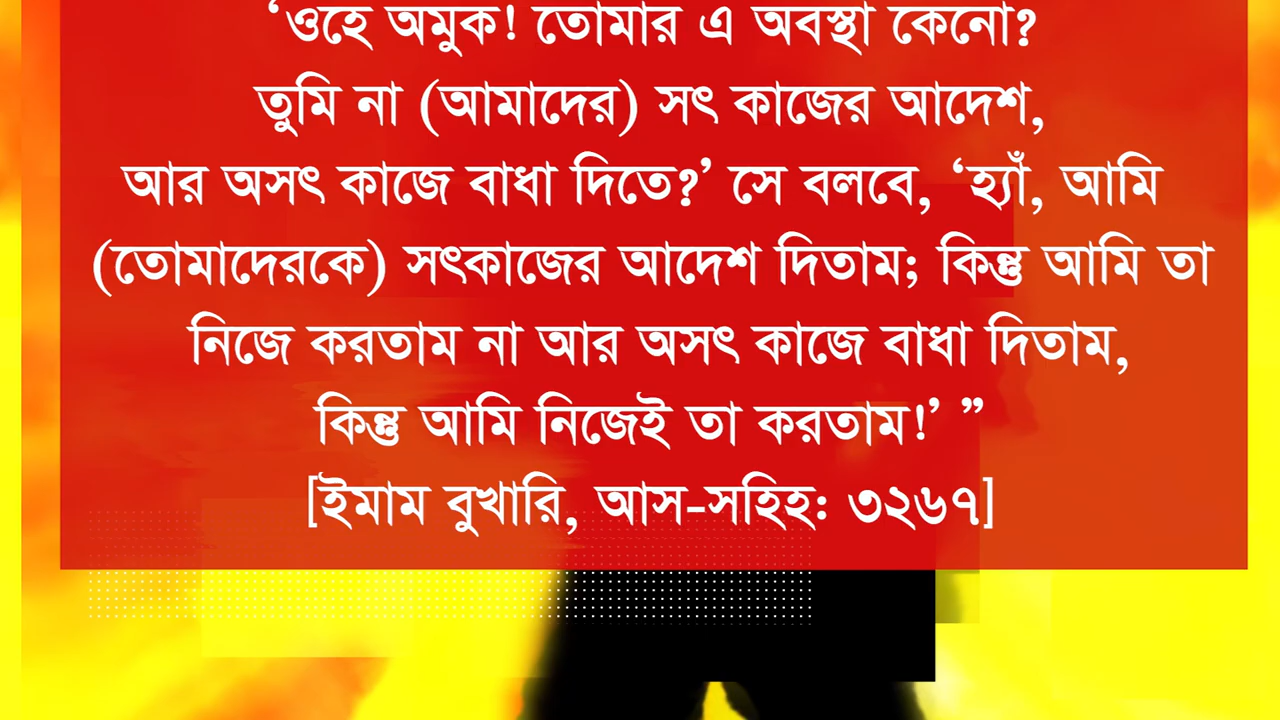 ‘ওহে অমুক! তোমার এ অবস্থা কেনো?
তুমি না (আমাদের) সৎ কাজের আদেশ,
আর অসৎ কাজে বাধা দিতে?’ সে বলবে, ‘হ্যাঁ, আমি
(তোমাদেরকে) সৎকাজের আদেশ দিতাম; কিন্তু আমি তা
নিজে করতাম না আর অসৎ কাজে বাধা দিতাম,
কিন্তু আমি নিজেই তা করতাম!’ ”
[ইমাম বুখারি, আস-সহিহ: ৩২৬৭]